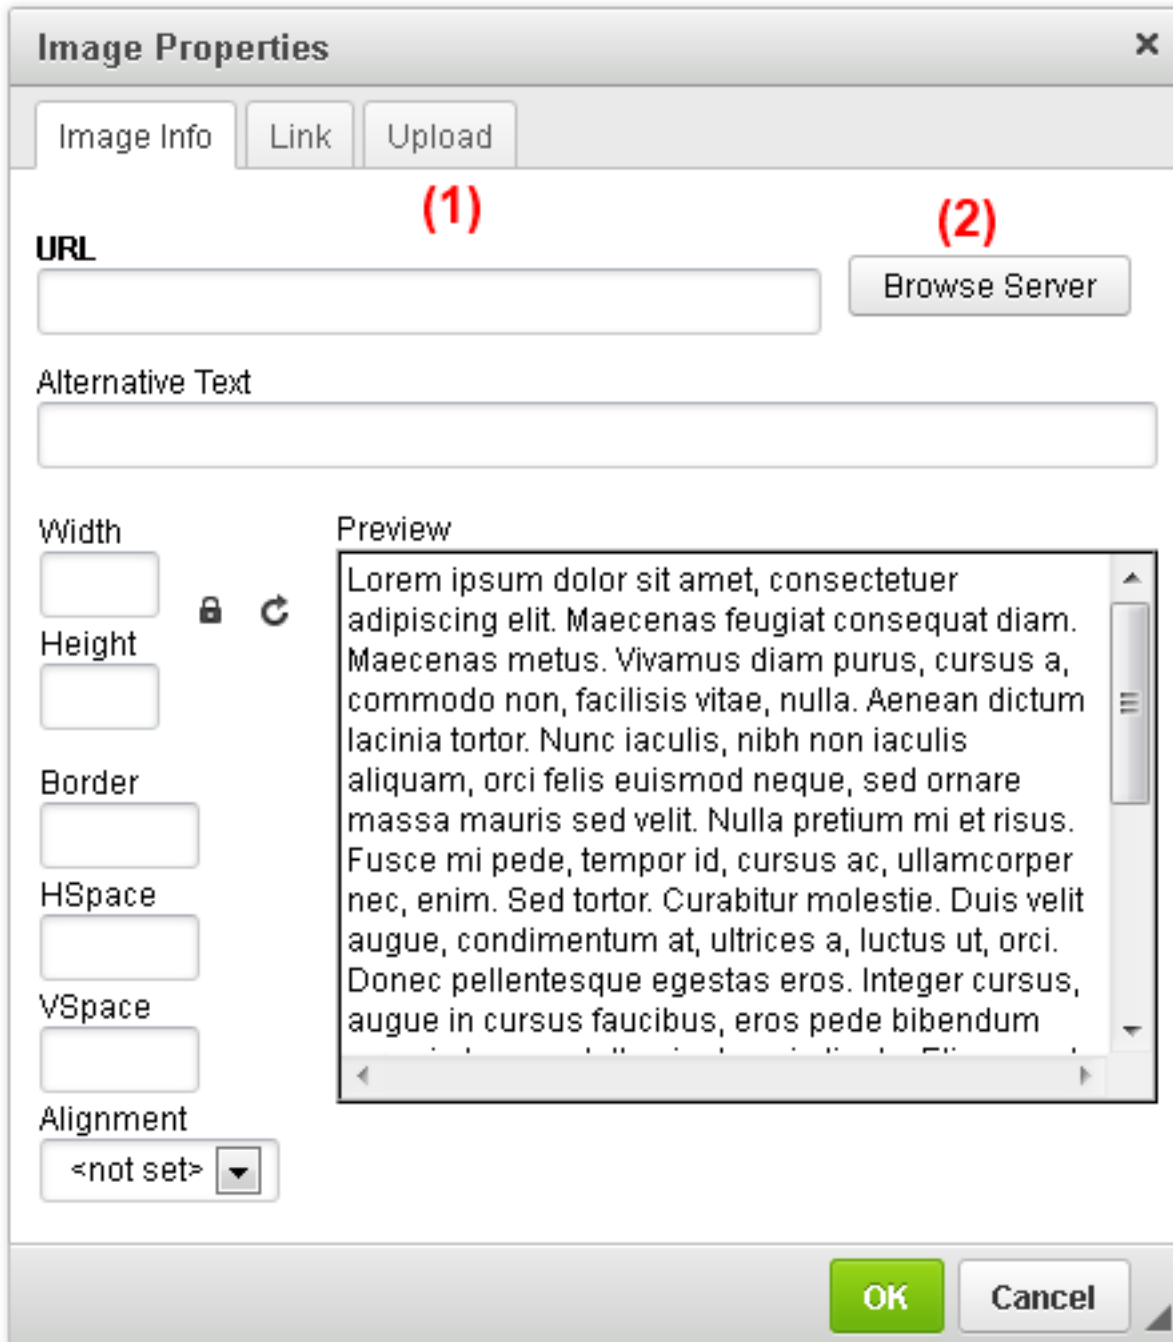 Image Properties
Image Info Link Upload
(1)
(2)
URL
Browse Server
Alternative Text
Width
Preview
Height
Border
HSpace
VSpace
Alignment
<not set>
Lorem ipsum dolor sit amet, consectetuer
adipiscing elit. Maecenas feugiat consequat diam.
Maecenas metus. Vivamus diam purus, cursus a,
commodo non, facilisis vitae, nulla. Aenean dictum
lacinia tortor. Nunc iaculis, nibh non iaculis
aliquam, orci felis euismod neque, sed ornare
massa mauris sed velit. Nulla pretium mi et risus.
Fusce mi pede, tempor id, cursus ac, ullamcorper
nec, enim. Sed tortor. Curabitur molestie. Duis velit
augue, condimentum at, ultrices a, luctus ut, orci.
Donec pellentesque egestas eros. Integer cursus,
augue in cursus faucibus, eros pede bibendum
OK Cancel